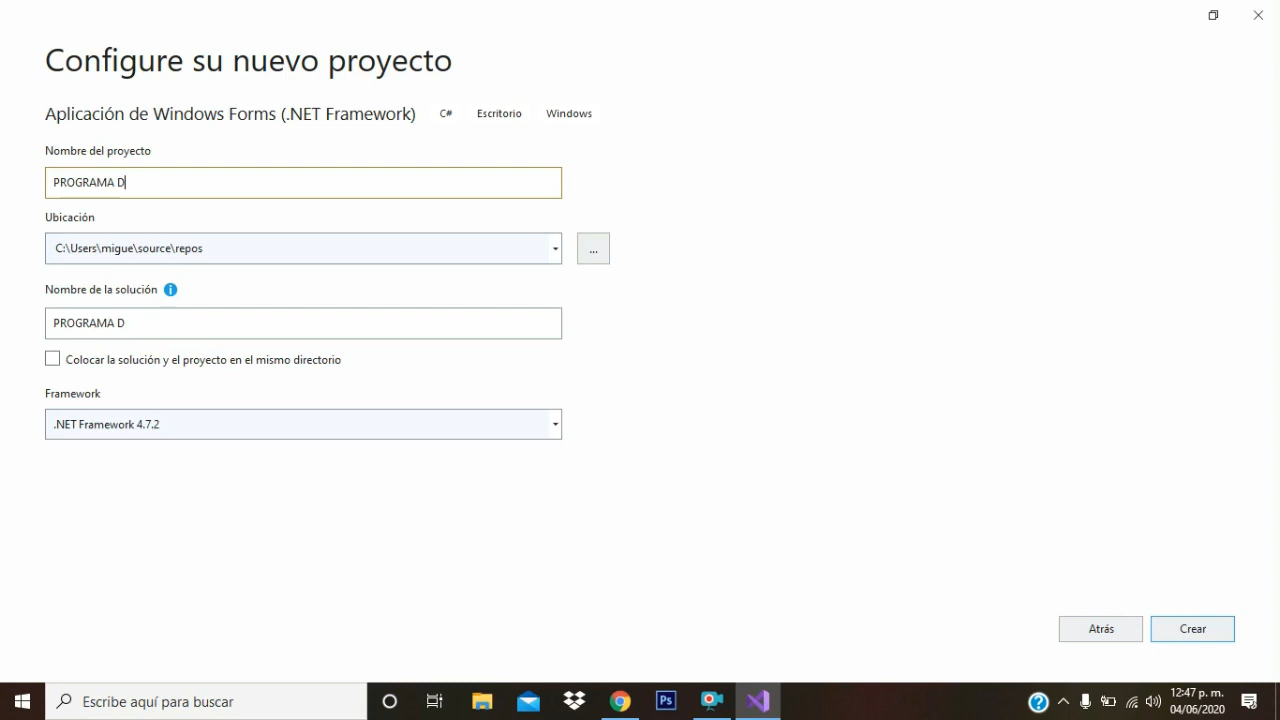 Configure su nuevo proyecto
Aplicación de Windows Forms (.NET Framework) C# Escritorio Windows
Nombre del proyecto
PROGRAMA D
Ubicación
C:\Users\migue\source\repos
...
Nombre de la solución
PROGRAMA D
Colocar la solución y el proyecto en el mismo directorio
Framework
.NET Framework 4.7.2
Atrás Crear
Escribe aquí para buscar
Ps
12:47 p. m.
04/06/2020